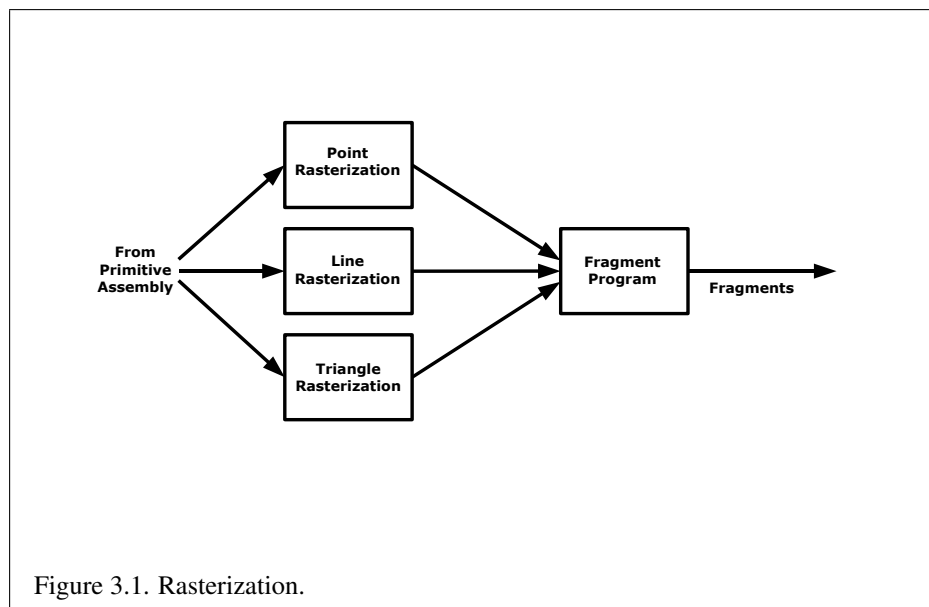 Point
Rasterization
From
Primitive
Assembly
Line
Rasterization
Triangle
Rasterization
Fragment
Program
Fragments
Figure 3.1. Rasterization.